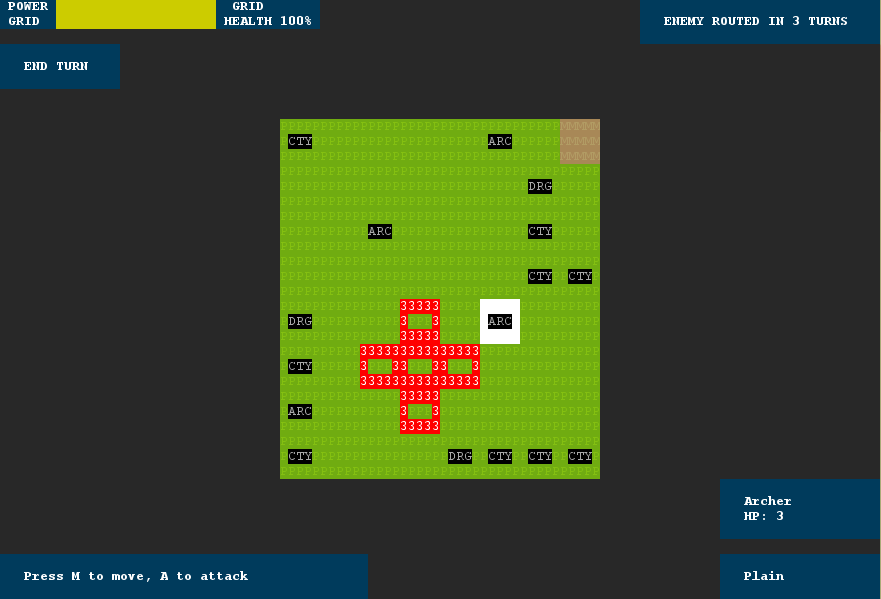 POWER GRID
GRID HEALTH 100%
ENEMY ROUTED IN 3 TURNS
END TURN
CTY ARC
DRG
ARC CTY
CTY CTY
33333
DRG 3 3 ARC
33333
333333333333333
CTY 3 33 33 3
333333333333333
33333
ARC 3 3
33333
CTY DRG CTY CTY CTY
Archer
HP: 3
Press M to move, A to attack
Plain